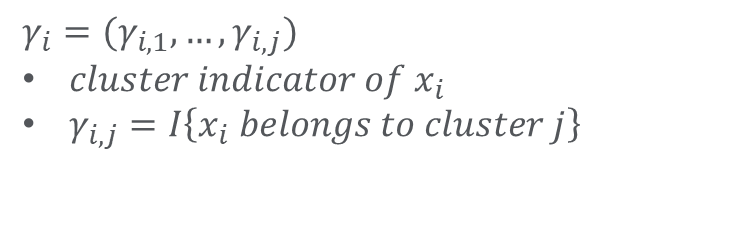 γᵢ = (γᵢ,₁, …, γᵢ,ⱼ)
• cluster indicator of xᵢ
• γᵢ,ⱼ = I{xᵢ belongs to cluster j}